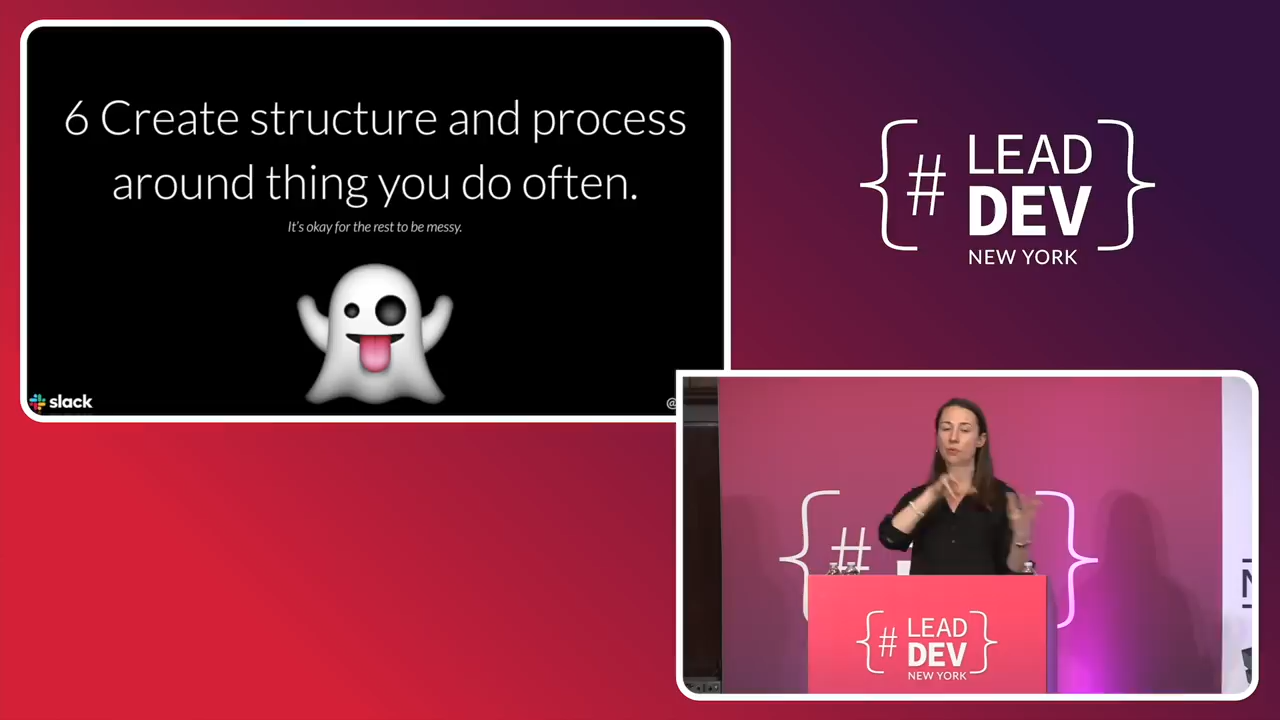 6 Create structure and process
around thing you do often.
It's okay for the rest to be messy.
slack
@
{ # LEAD
DEV }
NEW YORK
{ #
}
N
{ # LEAD
DEV }
NEW YORK